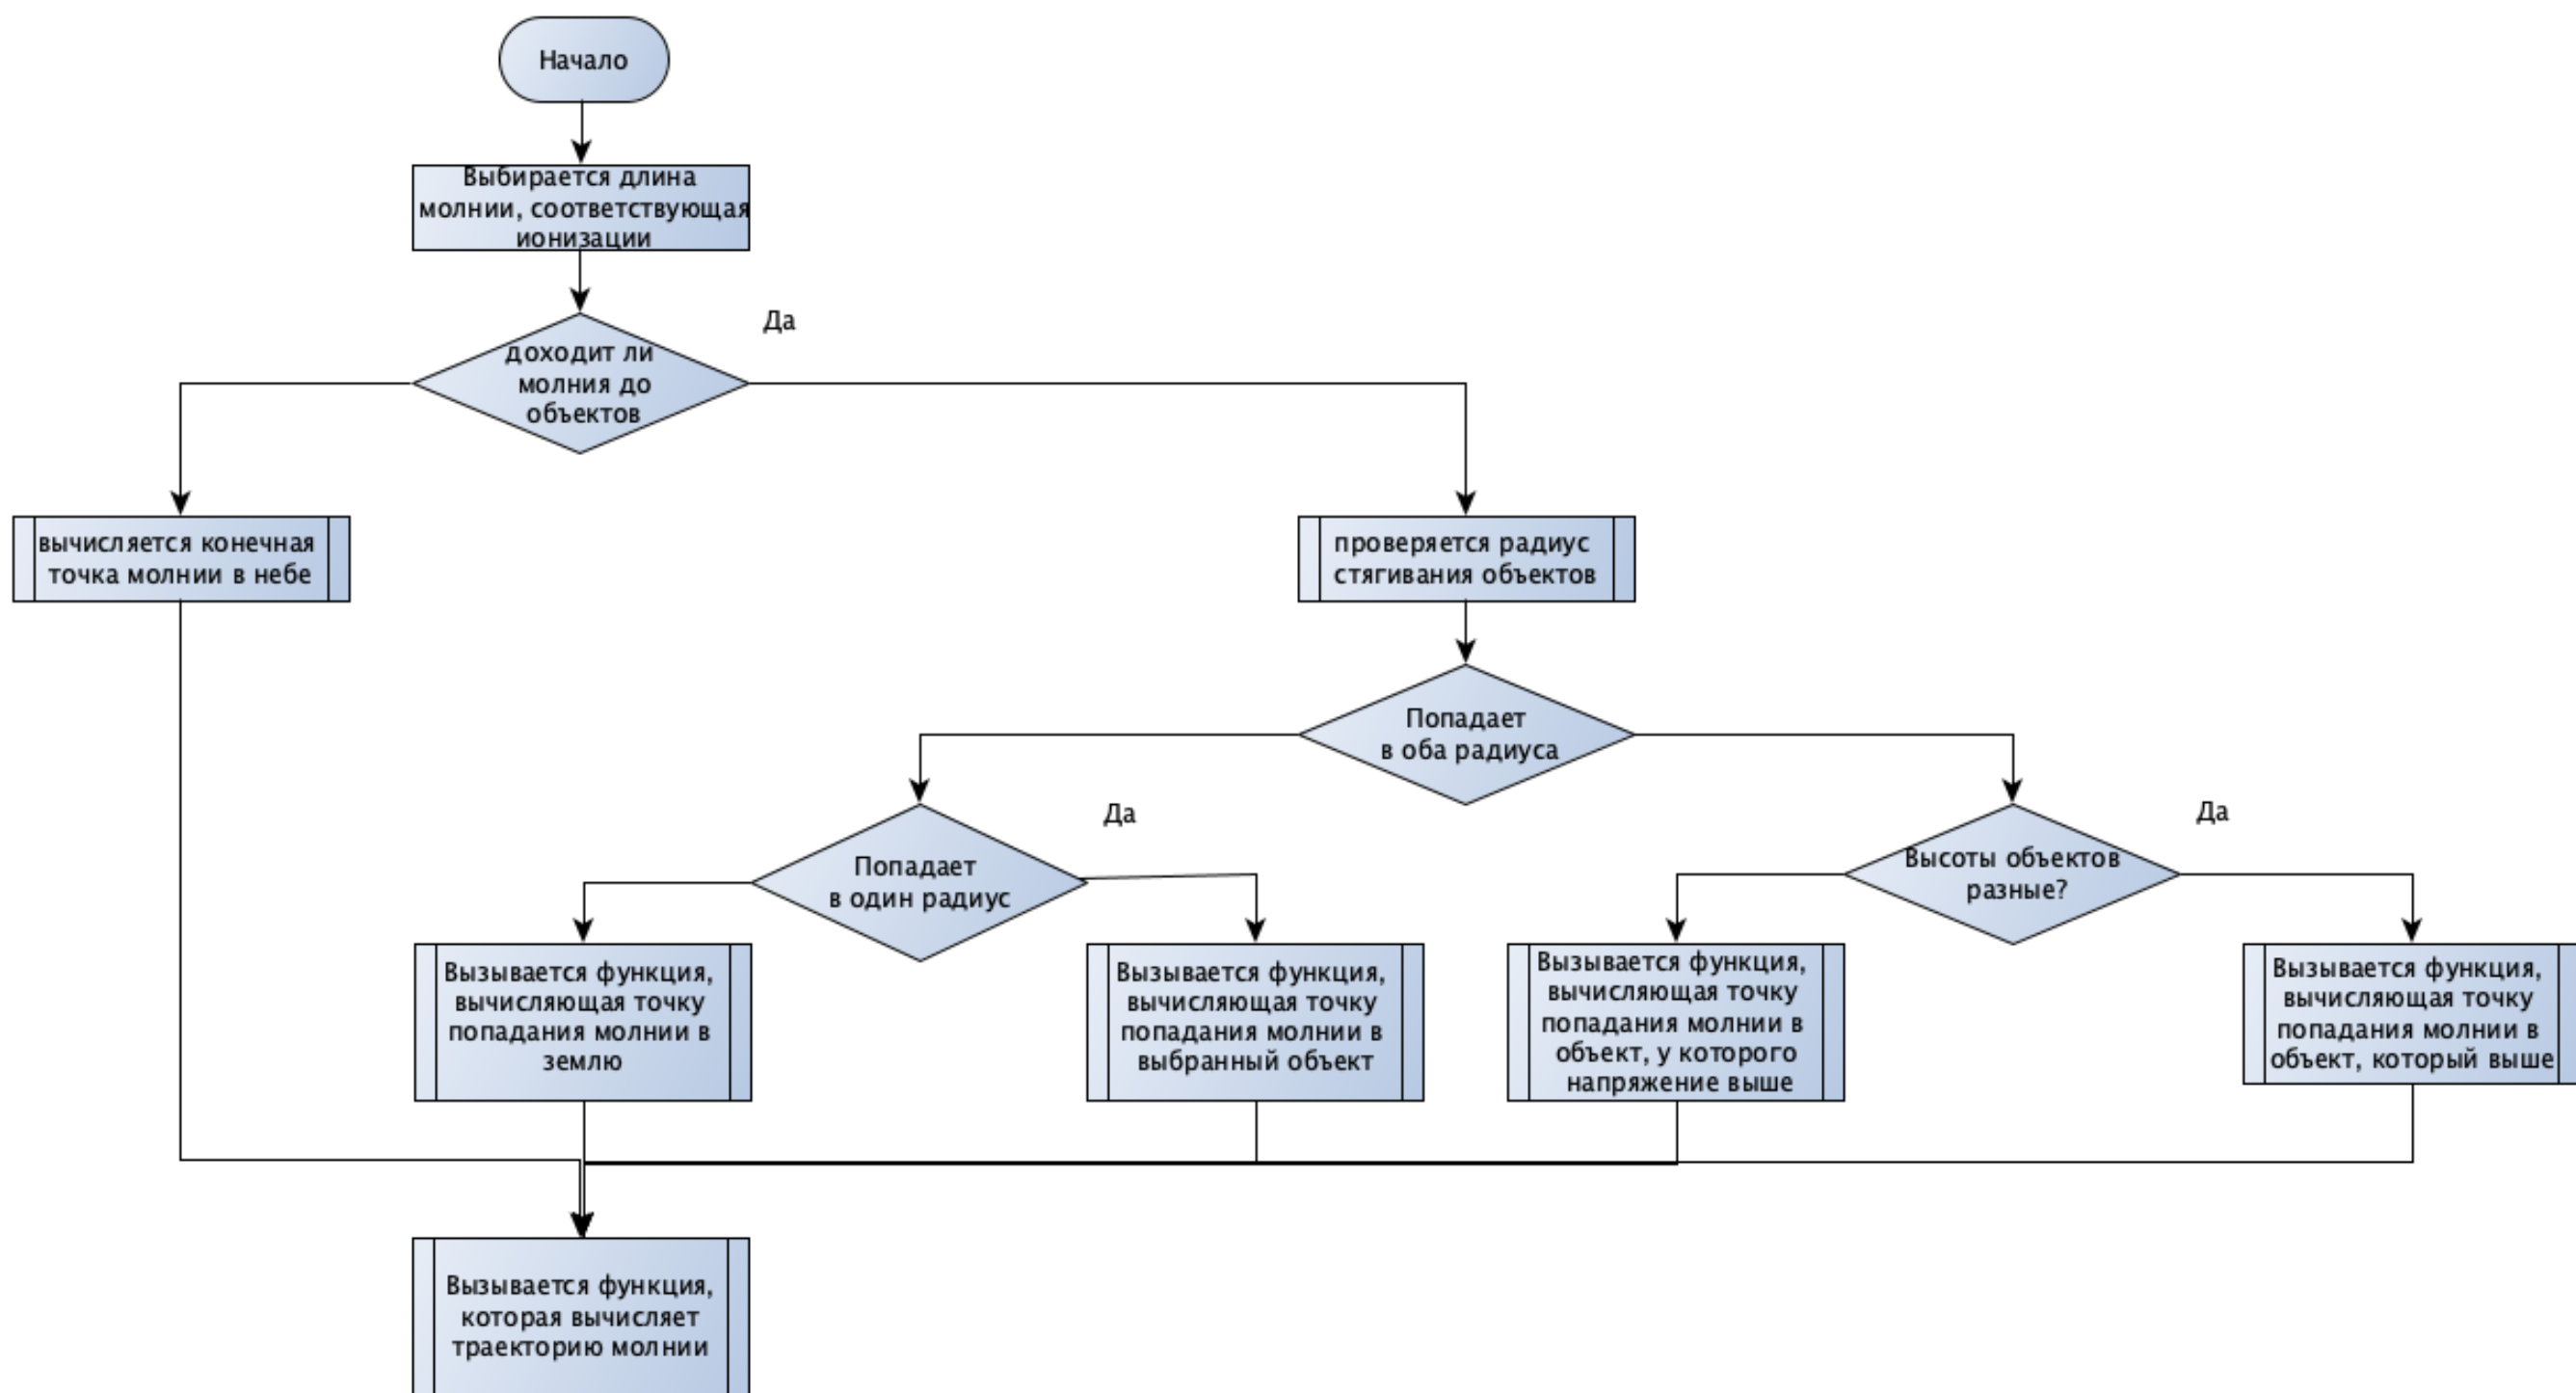 Начало
Выбирается длина
молнии, соответствующая
ионизации
Да
доходит ли
молния до
объектов
вычисляется конечная
точка молнии в небе
проверяется радиус
стягивания объектов
Попадает
в оба радиуса
Да
Попадает
в один радиус
Да
Высоты объектов
разные?
Вызывается функция,
вычисляющая точку
попадания молнии в
землю
Вызывается функция,
вычисляющая точку
попадания молнии в
выбранный объект
Вызывается функция,
вычисляющая точку
попадания молнии в
объект, у которого
напряжение выше
Вызывается функция,
вычисляющая точку
попадания молнии в
объект, который выше
Вызывается функция,
которая вычисляет
траекторию молнии